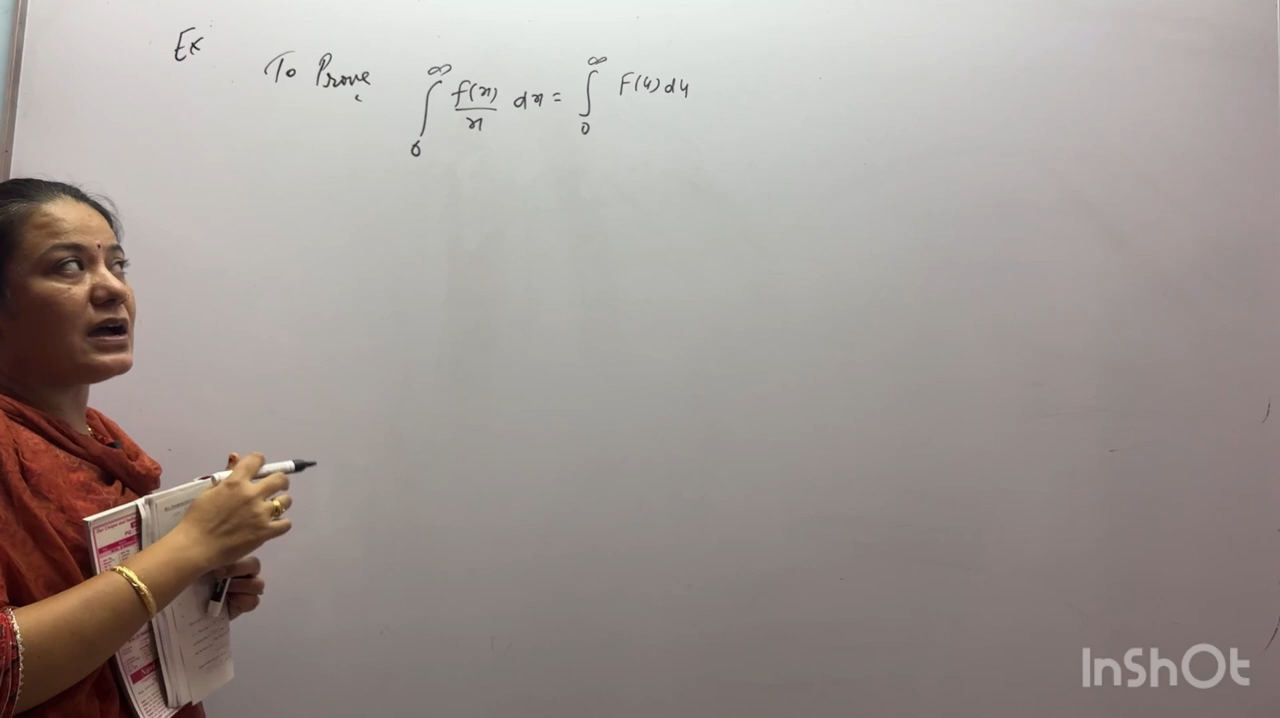 Ex
To Prove ∞ ∫ 0 f(x)/x dx = ∞ ∫ 0 F(u)du
InShOt